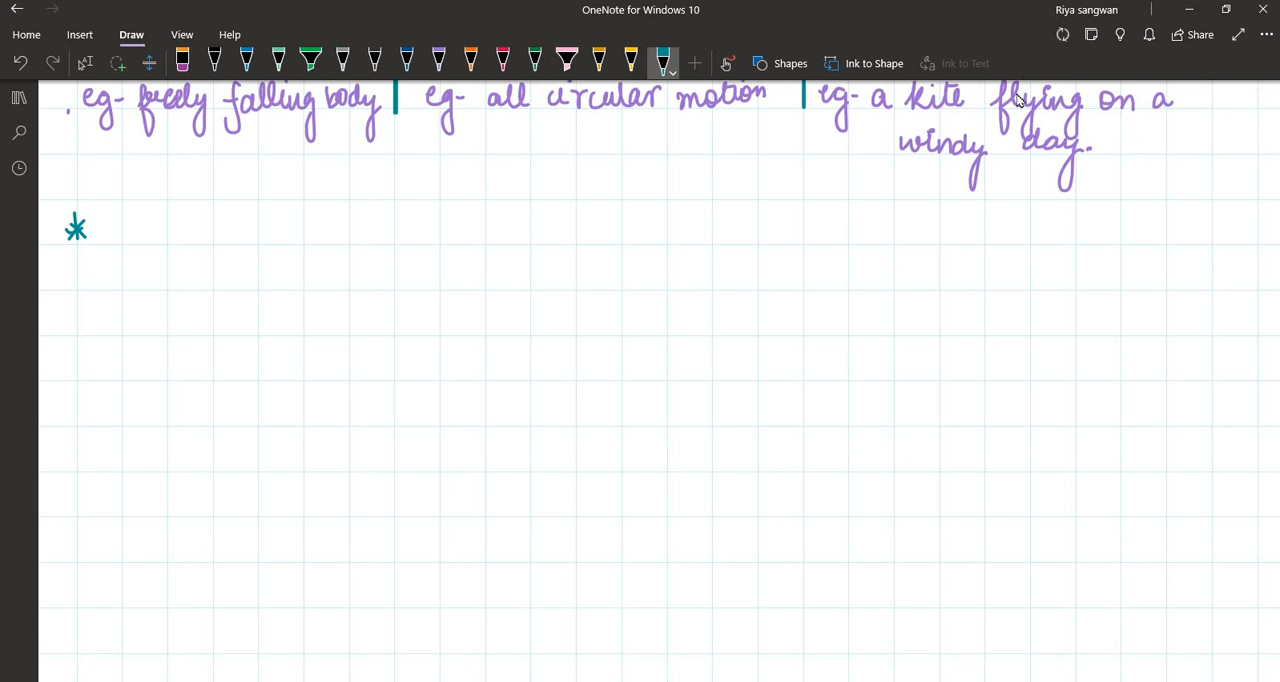 OneNote for Windows 10
Riya sangwan
Home Insert Draw View Help
Share
Shapes Ink to Shape Ink to Text
. eg- freely falling body eg- all circular motion eg- a kite flying on a
windy day.
*